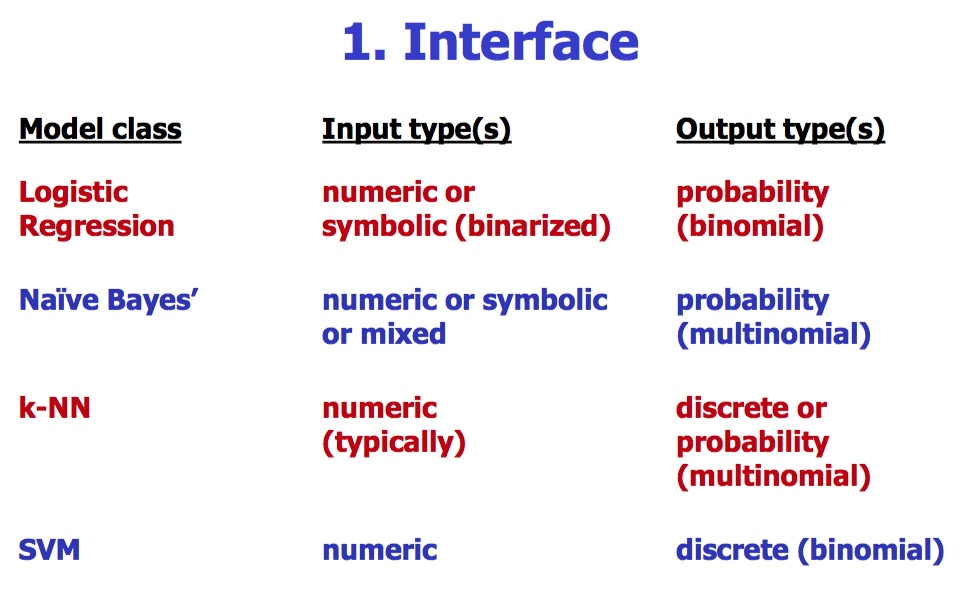 1. Interface
Model class Input type(s) Output type(s)
Logistic numeric or probability
Regression symbolic (binarized) (binomial)
Naïve Bayes’ numeric or symbolic probability
or mixed (multinomial)
k-NN numeric discrete or
(typically) probability
(multinomial)
SVM numeric discrete (binomial)